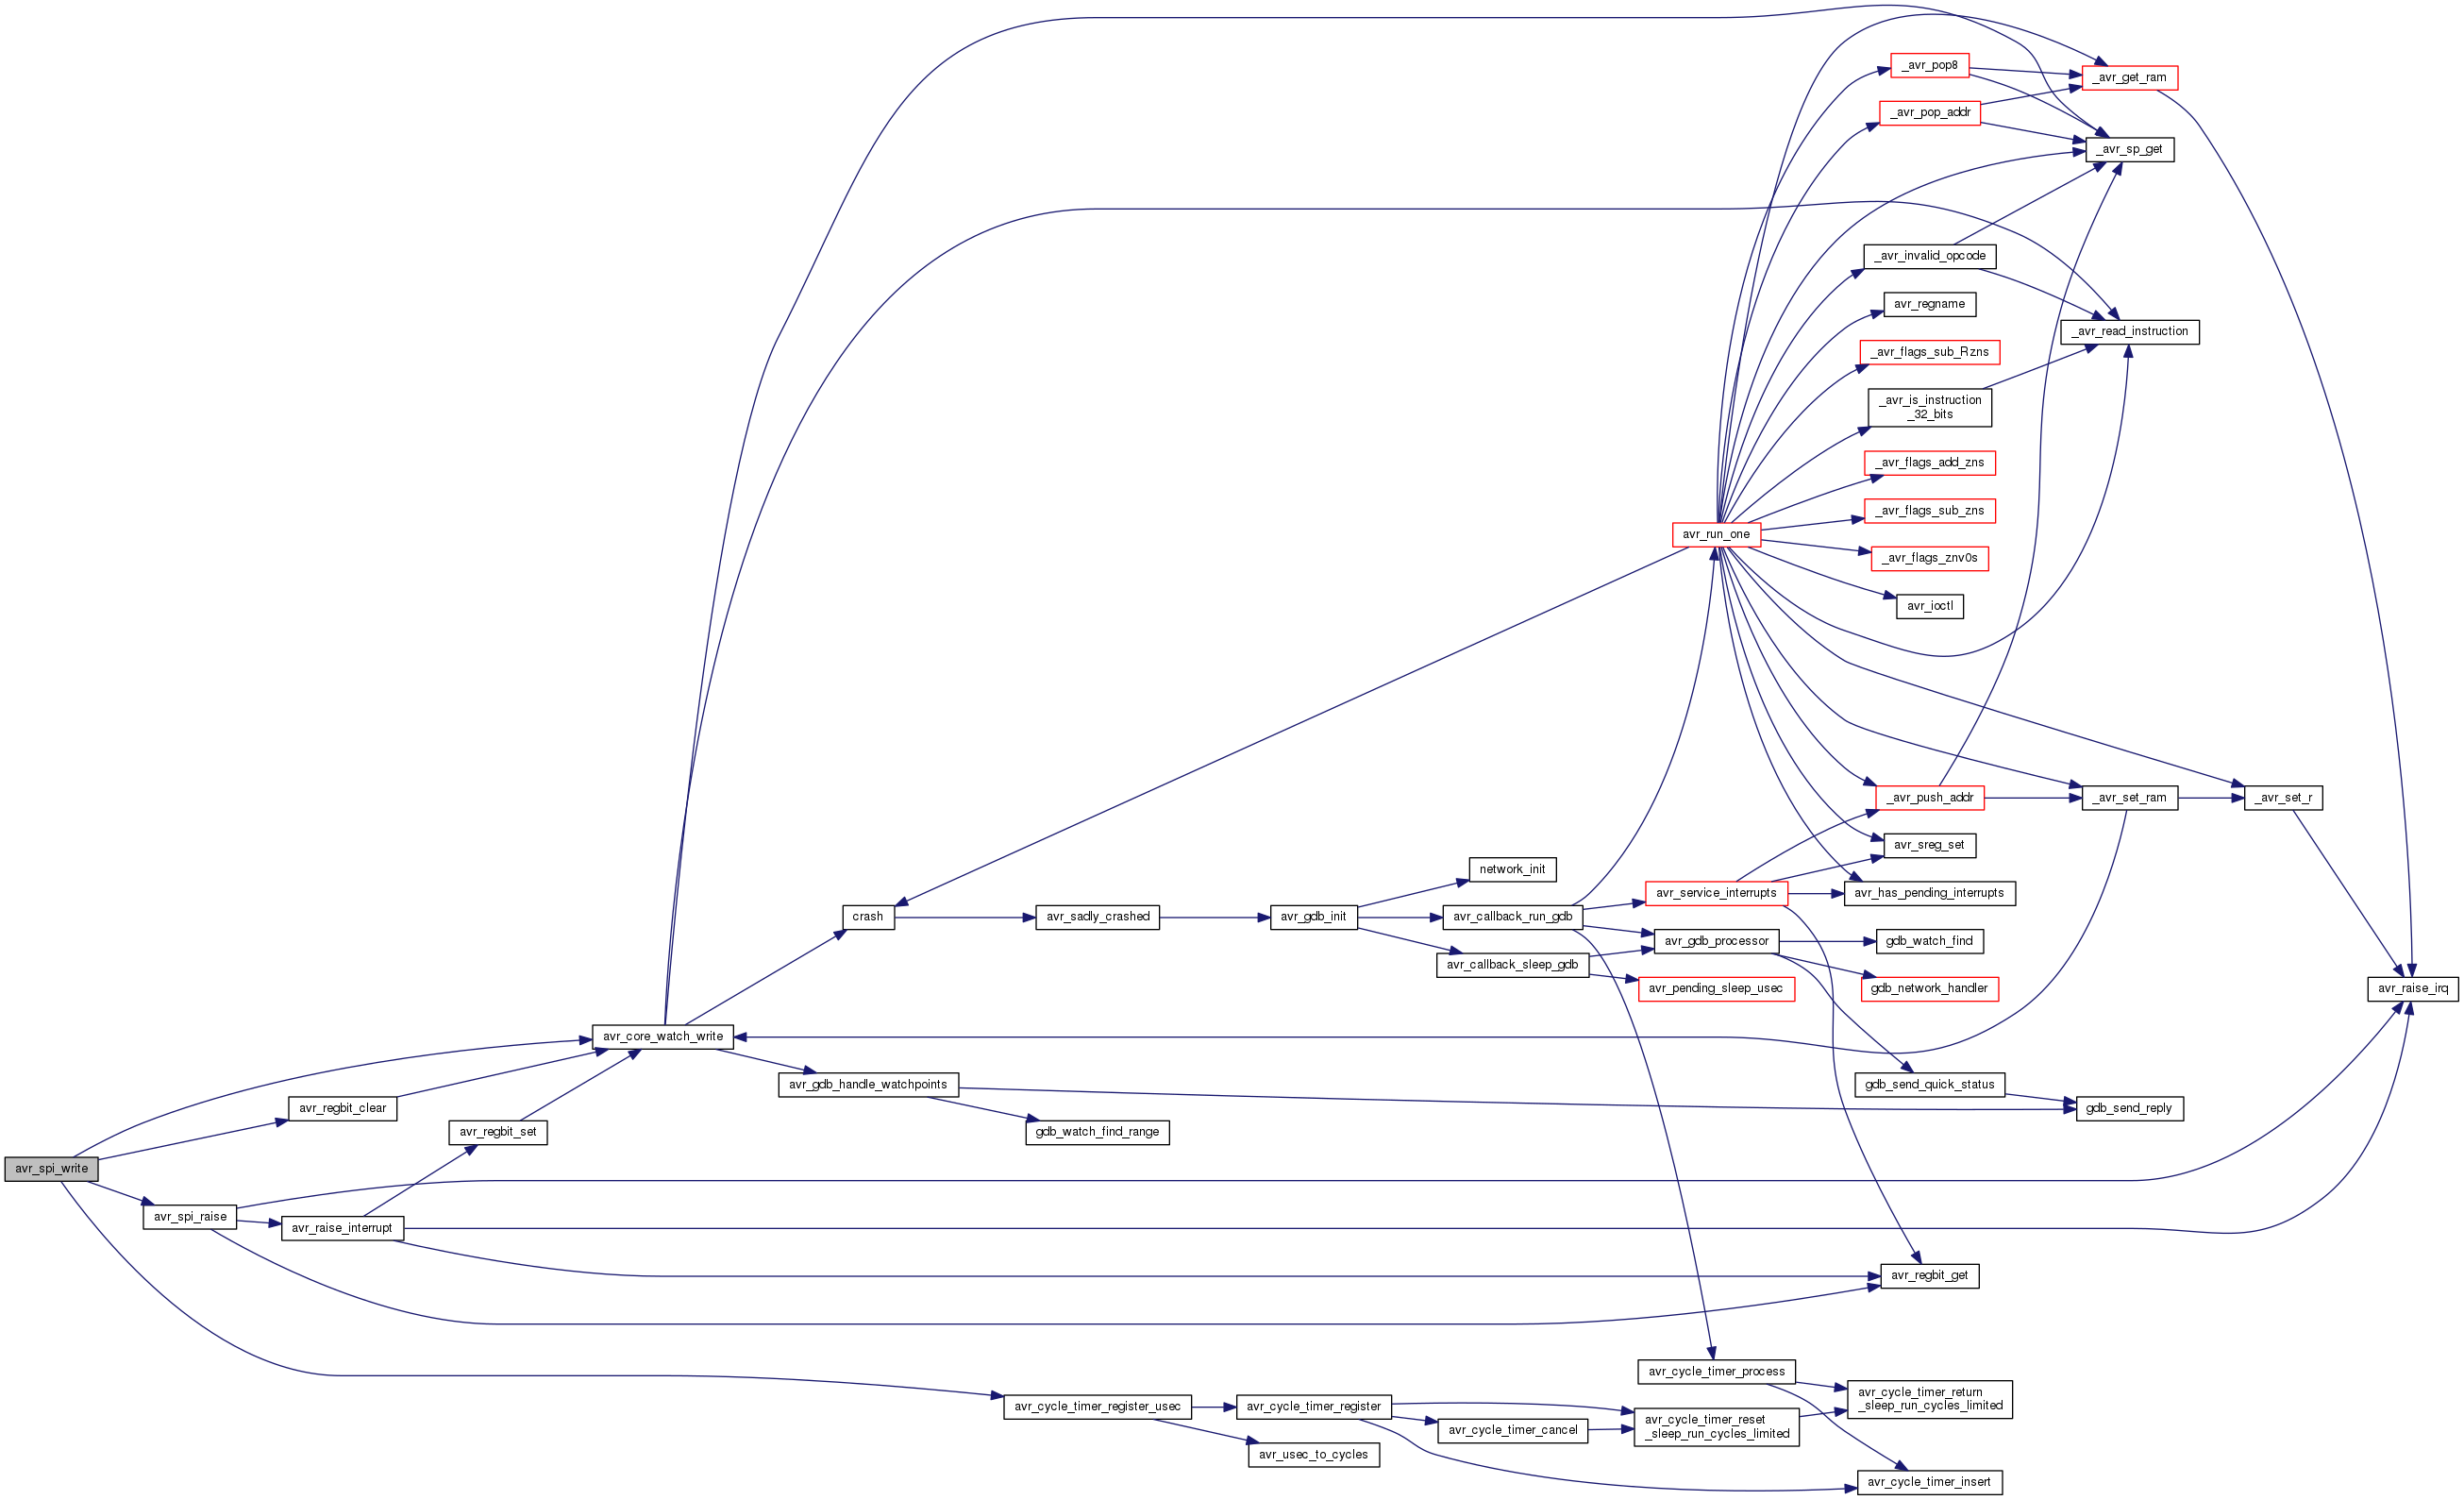 _avr_pop8
_avr_get_ram
_avr_pop_addr
_avr_sp_get
_avr_invalid_opcode
avr_regname
_avr_read_instruction
_avr_flags_sub_Rzns
_avr_is_instruction
_32_bits
_avr_flags_add_zns
_avr_flags_sub_zns
avr_run_one
_avr_flags_znv0s
avr_ioctl
_avr_push_addr
_avr_set_ram
_avr_set_r
avr_sreg_set
network_init
avr_service_interrupts
avr_has_pending_interrupts
crash
avr_sadly_crashed
avr_gdb_init
avr_callback_run_gdb
avr_gdb_processor
gdb_watch_find
avr_callback_sleep_gdb
avr_pending_sleep_usec
gdb_network_handler
avr_raise_irq
avr_core_watch_write
avr_gdb_handle_watchpoints
gdb_send_quick_status
avr_regbit_clear
gdb_send_reply
avr_regbit_set
gdb_watch_find_range
avr_spi_write
avr_spi_raise
avr_raise_interrupt
avr_regbit_get
avr_cycle_timer_process
avr_cycle_timer_return
_sleep_run_cycles_limited
avr_cycle_timer_register_usec
avr_cycle_timer_register
avr_cycle_timer_reset
_sleep_run_cycles_limited
avr_cycle_timer_cancel
avr_usec_to_cycles
avr_cycle_timer_insert